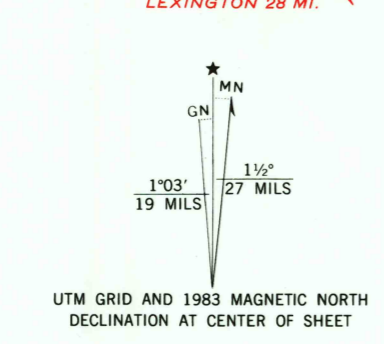 LEXINGTON 28 MI.
MN
GN
1½°
27 MILS
1°03′
19 MILS
UTM GRID AND 1983 MAGNETIC NORTH
DECLINATION AT CENTER OF SHEET